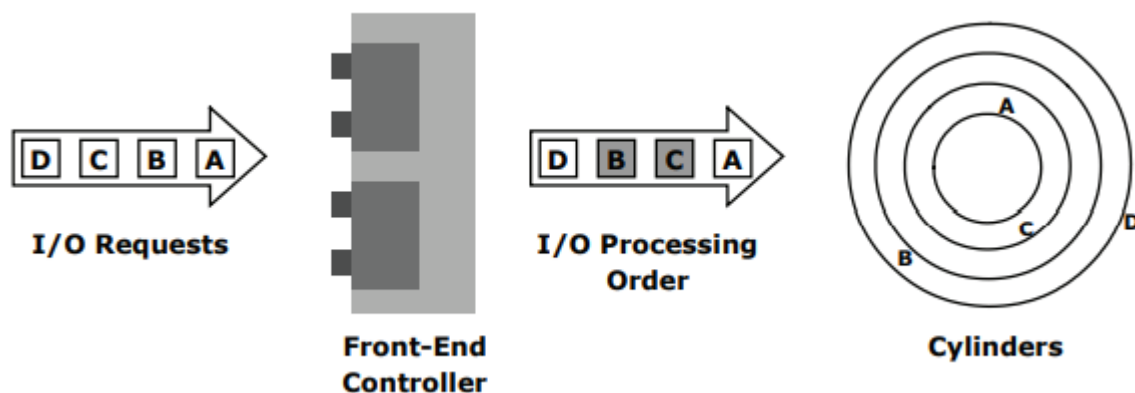 D C B A
I/O Requests
Front-End
Controller
D B C A
I/O Processing
Order
A
C
B
D
Cylinders